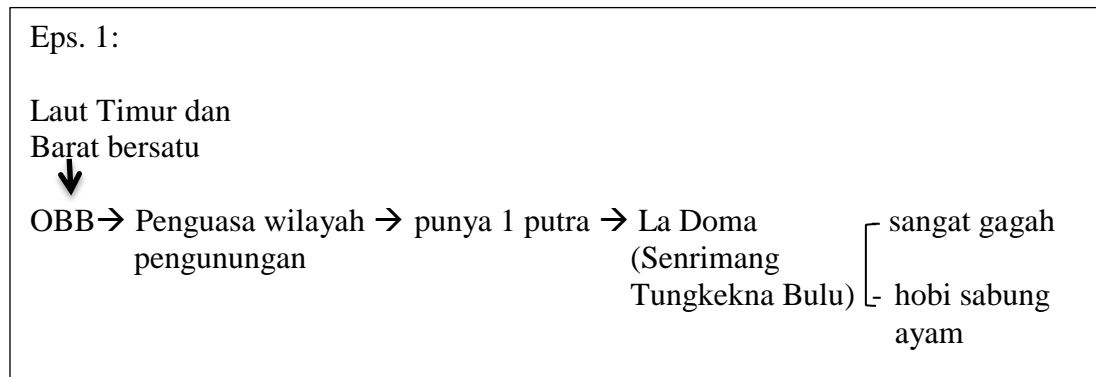 Eps. 1:
Laut Timur dan
Barat bersatu
OBB→ Penguasa wilayah → punya 1 putra → La Doma - sangat gagah
pengunungan (Senrimang
Tungkekna Bulu) - hobi sabung
ayam